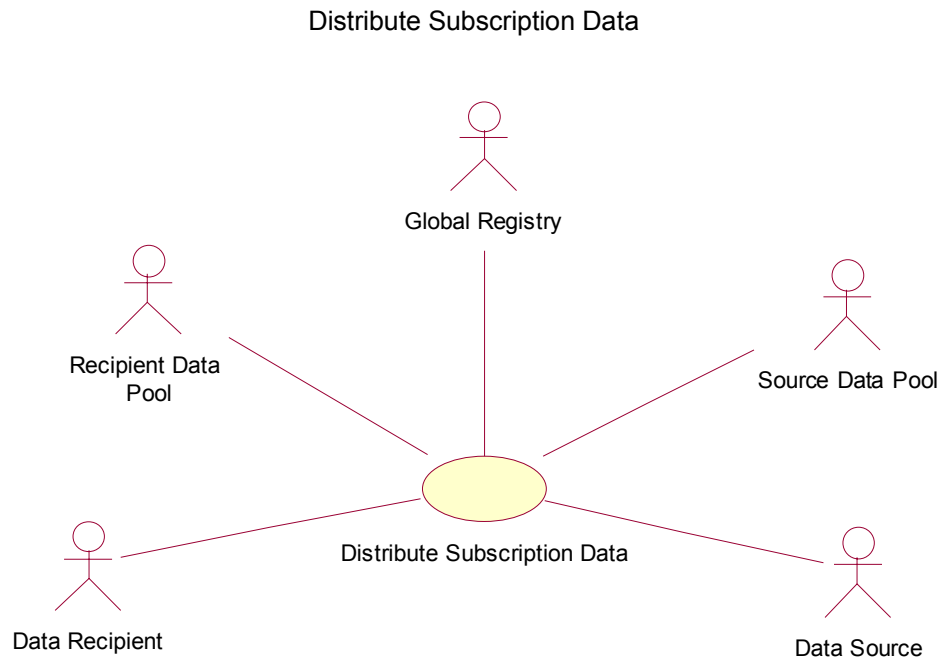 Distribute Subscription Data
Global Registry
Recipient Data
Pool
Source Data Pool
Distribute Subscription Data
Data Recipient
Data Source